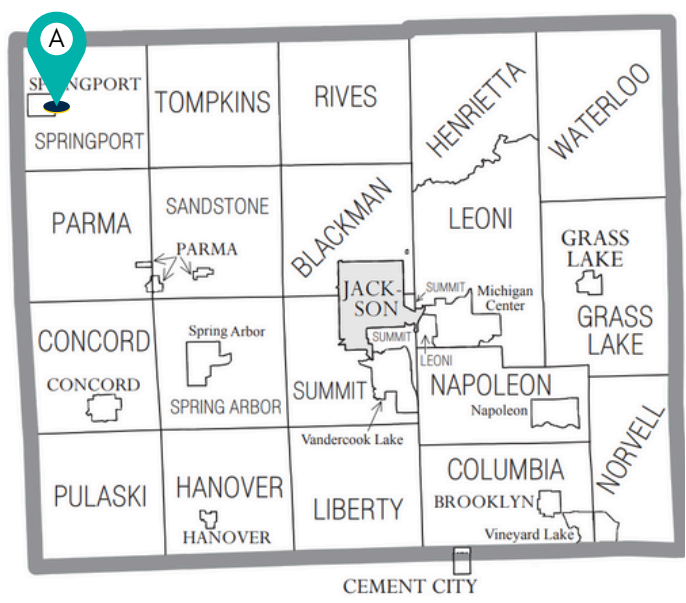 A
SPRINGPORT
SPRINGPORT
TOMPKINS
RIVES
HENRIETTA
WATERLOO
PARMA
SANDSTONE
PARMA
BLACKMAN
LEONI
GRASS
LAKE
GRASS
LAKE
JACK-
SON
SUMMIT
Michigan
Center
SUMMIT
LEONI
CONCORD
CONCORD
Spring Arbor
SPRING ARBOR
SUMMIT
Vandercook Lake
NAPOLEON
Napoleon
NORVELL
PULASKI
HANOVER
HANOVER
LIBERTY
COLUMBIA
BROOKLYN
Vineyard Lake
CEMENT CITY